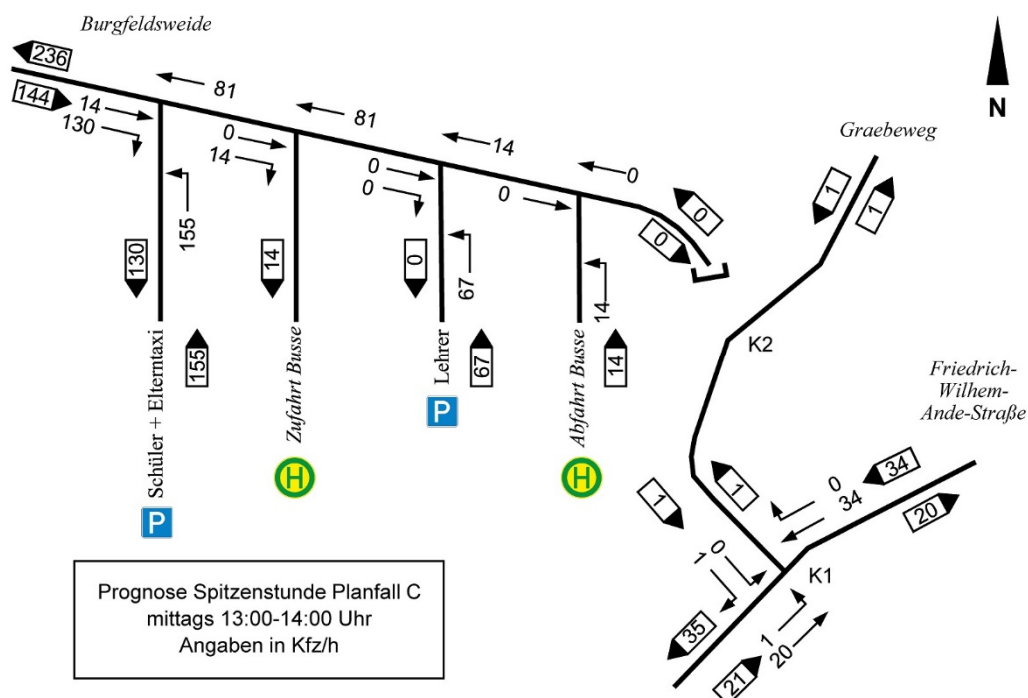 Burgfeldsweide
236
144
14
130
81
0
14
81
0
0
14
0
0
0
0
N
Graebeweg
1
1
155
67
14
130
14
0
Schüler + Elterntaxi
155
Zufahrt Busse
Lehrer
67
Abfahrt Busse
14
P
H
P
H
K2
Friedrich-
Wilhem-
Ande-Straße
1
1
0
34
34
20
0
1
K1
35
21
1
20
Prognose Spitzenstunde Planfall C
mittags 13:00-14:00 Uhr
Angaben in Kfz/h